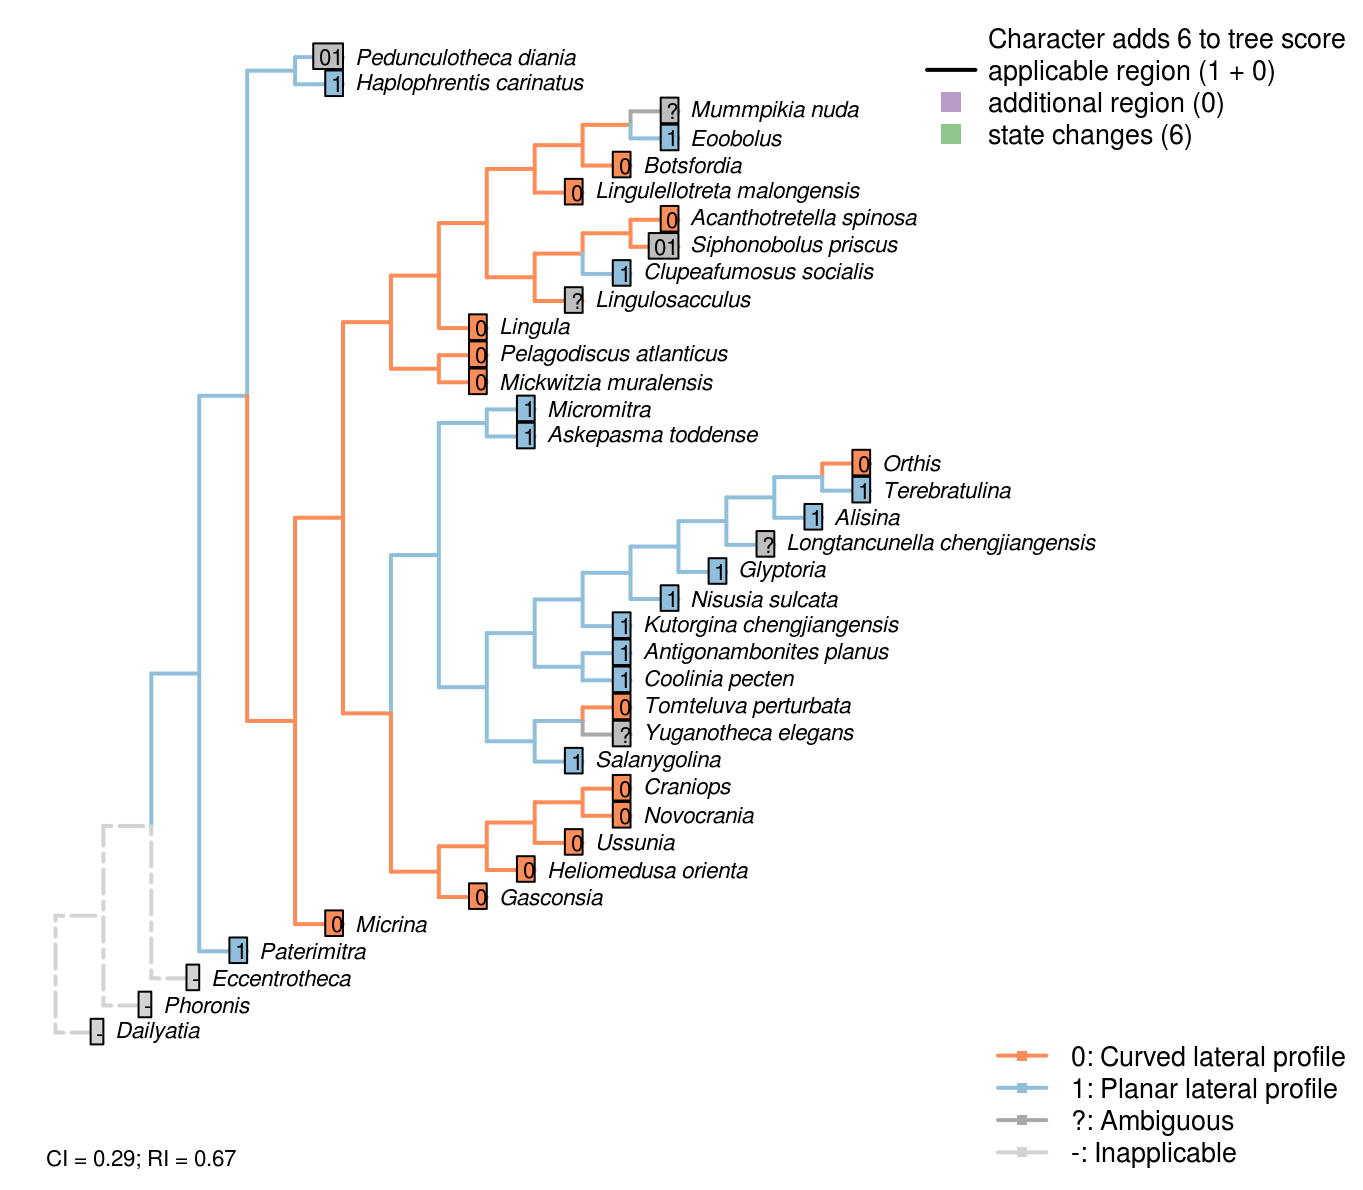 Character adds 6 to tree score
applicable region (1 + 0)
additional region (0)
state changes (6)
01 Pedunculotheca diania
1 Haplophrentis carinatus
? Mummpikia nuda
1 Eoobolus
0 Botsfordia
0 Lingulellotreta malongensis
0 Acanthotretella spinosa
01 Siphonobolus priscus
1 Clupeafumosus socialis
? Lingulosacculus
0 Lingula
0 Pelagodiscus atlanticus
0 Mickwitzia muralensis
1 Micromitra
1 Askepasma toddense
0 Orthis
1 Terebratulina
1 Alisina
? Longtancunella chengjiangensis
1 Glyptoria
1 Nisusia sulcata
1 Kutorgina chengjiangensis
1 Antigonambonites planus
1 Coolinia pecten
0 Tomteluva perturbata
? Yuganotheca elegans
1 Salanygolina
0 Craniops
0 Novocrania
0 Ussunia
0 Heliomedusa orienta
0 Gasconsia
0 Micrina
1 Paterimitra
- Eccentrotheca
- Phoronis
- Dailyatia
0: Curved lateral profile
1: Planar lateral profile
?: Ambiguous
-: Inapplicable
CI = 0.29; RI = 0.67